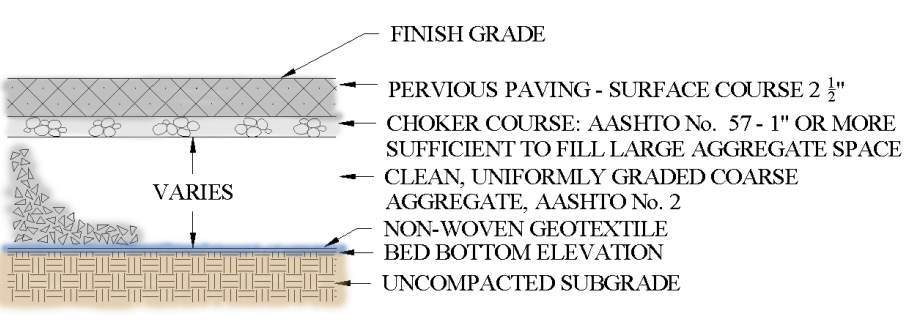 FINISH GRADE
PERVIOUS PAVING - SURFACE COURSE 2 1/2"
CHOKER COURSE: AASHTO No. 57 - 1" OR MORE
SUFFICIENT TO FILL LARGE AGGREGATE SPACE
VARIES
CLEAN, UNIFORMLY GRADED COARSE
AGGREGATE, AASHTO No. 2
NON-WOVEN GEOTEXTILE
BED BOTTOM ELEVATION
UNCOMPACTED SUBGRADE